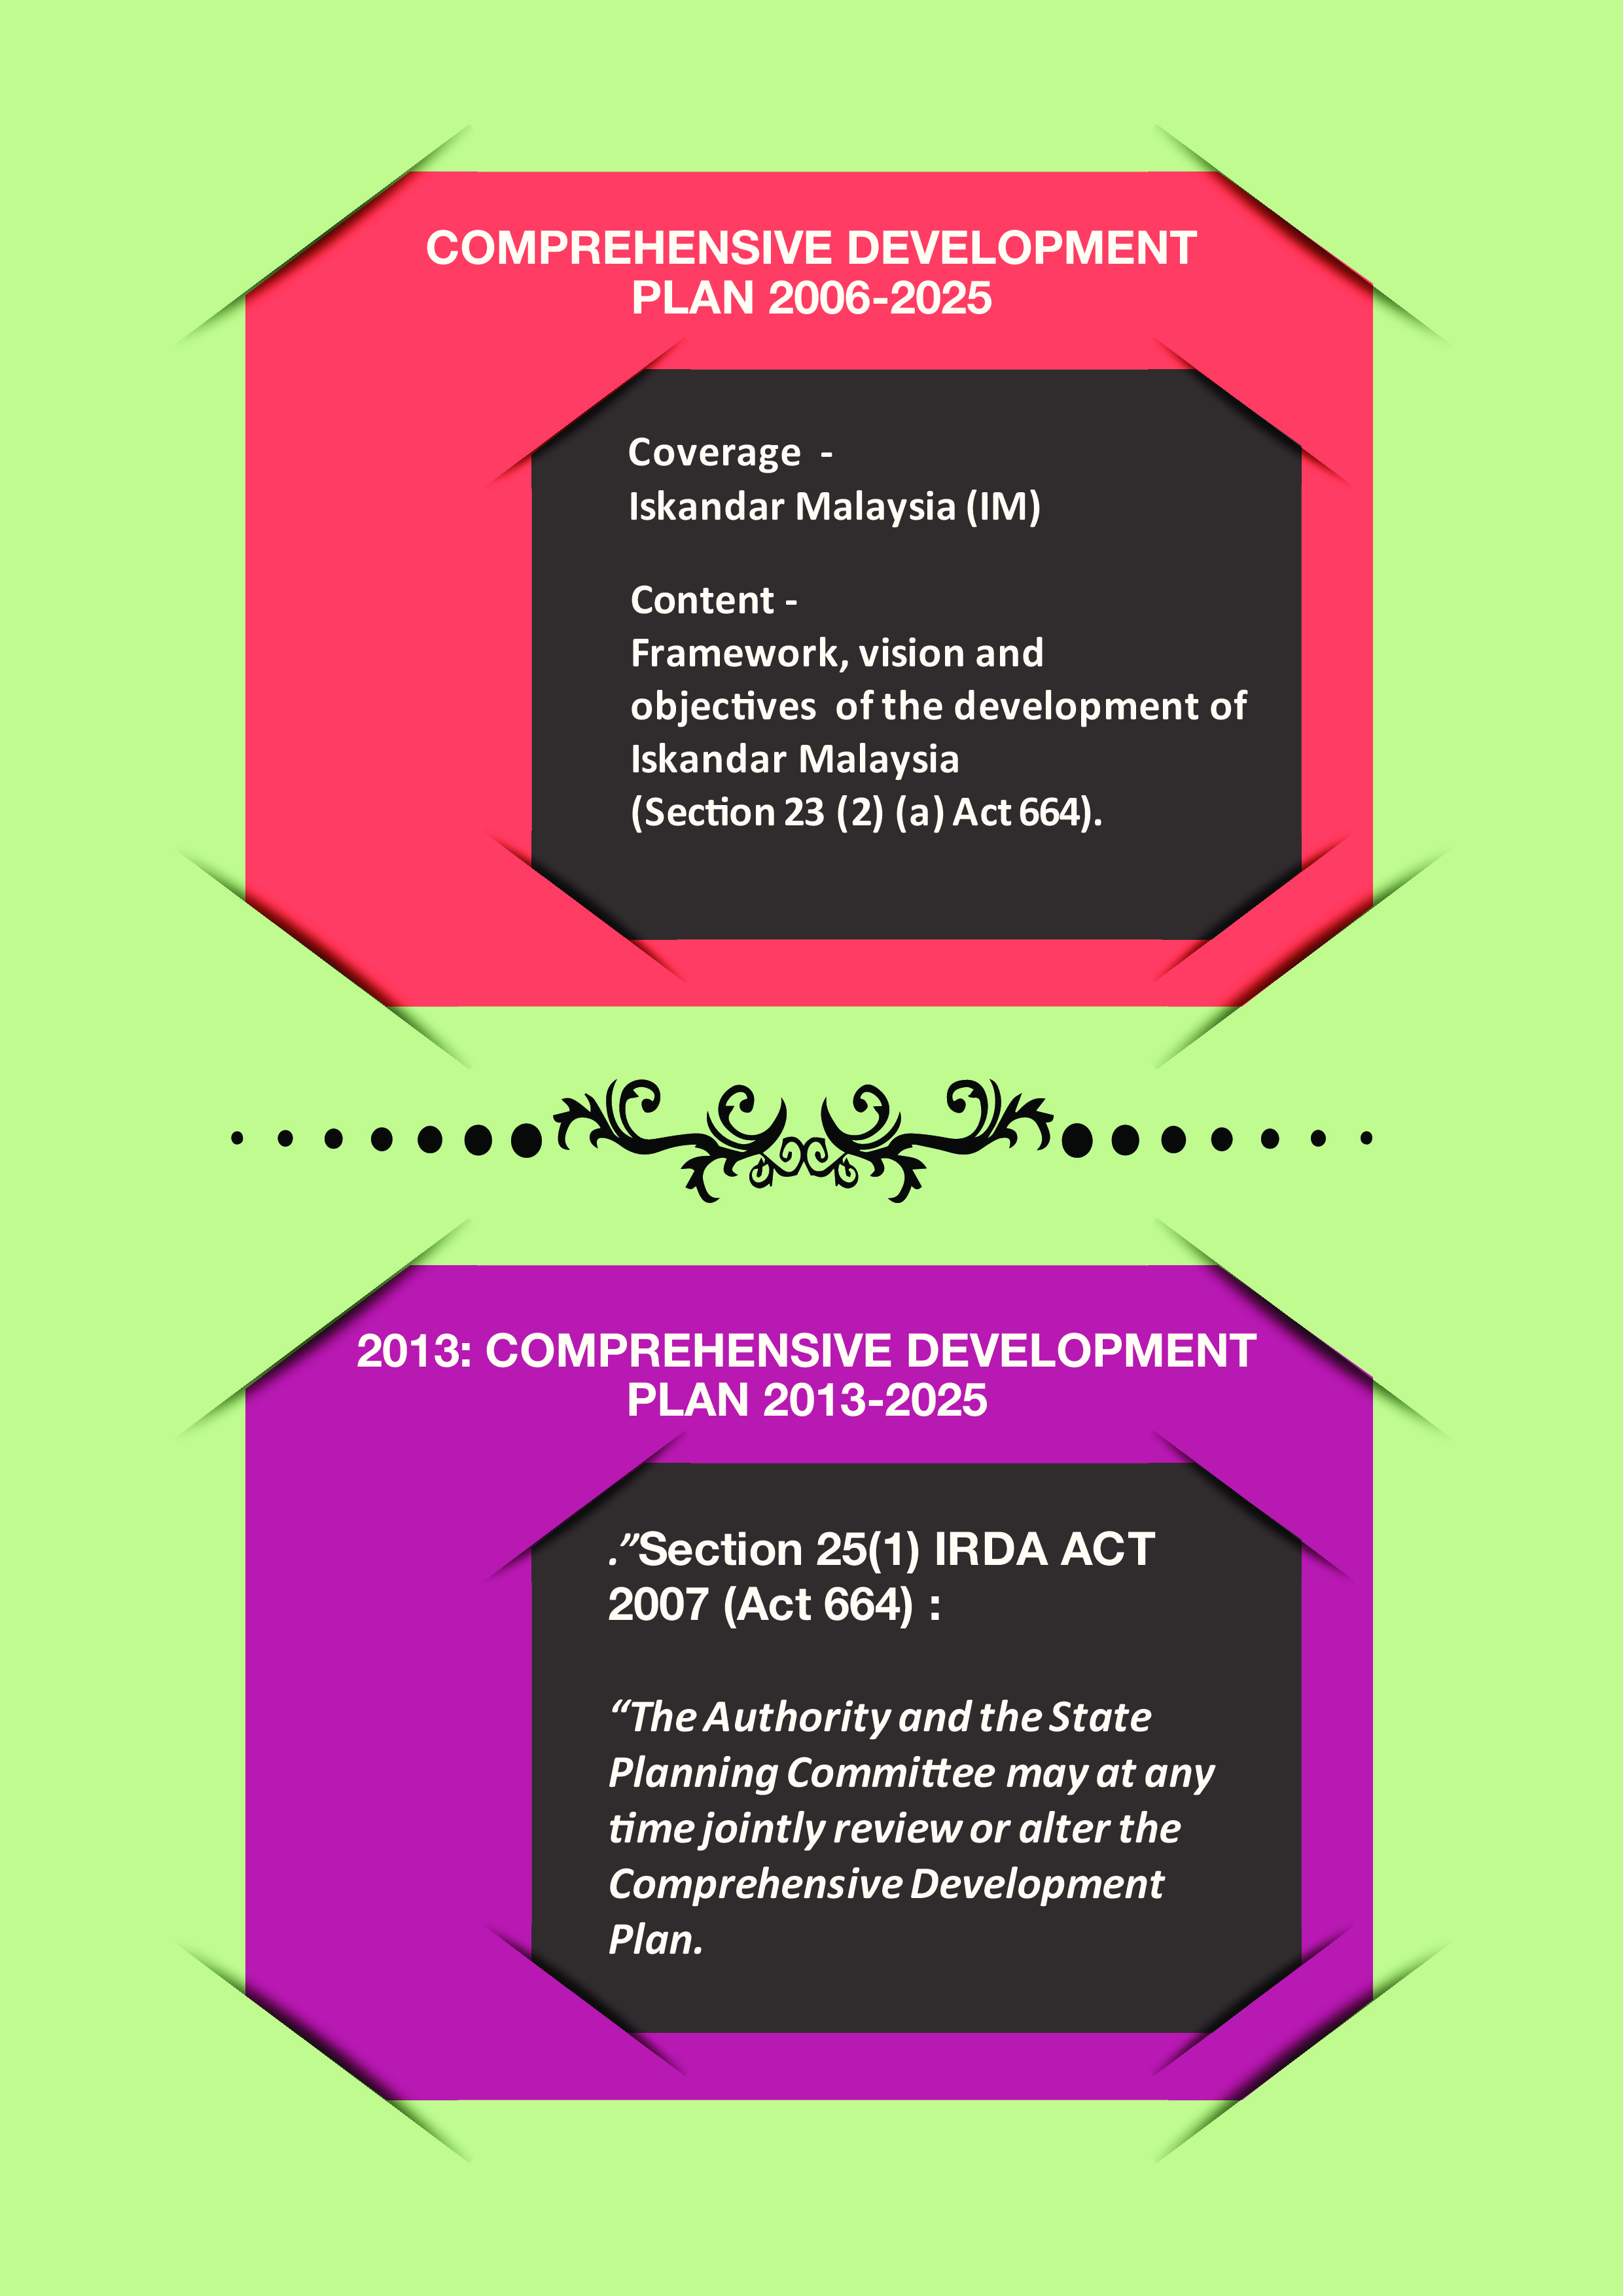 COMPREHENSIVE DEVELOPMENT
PLAN 2006-2025
Coverage -
Iskandar Malaysia (IM)
Content -
Framework, vision and
objectives of the development of
Iskandar Malaysia
(Section 23 (2) (a) Act 664).
2013: COMPREHENSIVE DEVELOPMENT
PLAN 2013-2025
.”Section 25(1) IRDA ACT
2007 (Act 664) :
“The Authority and the State
Planning Committee may at any
time jointly review or alter the
Comprehensive Development
Plan.